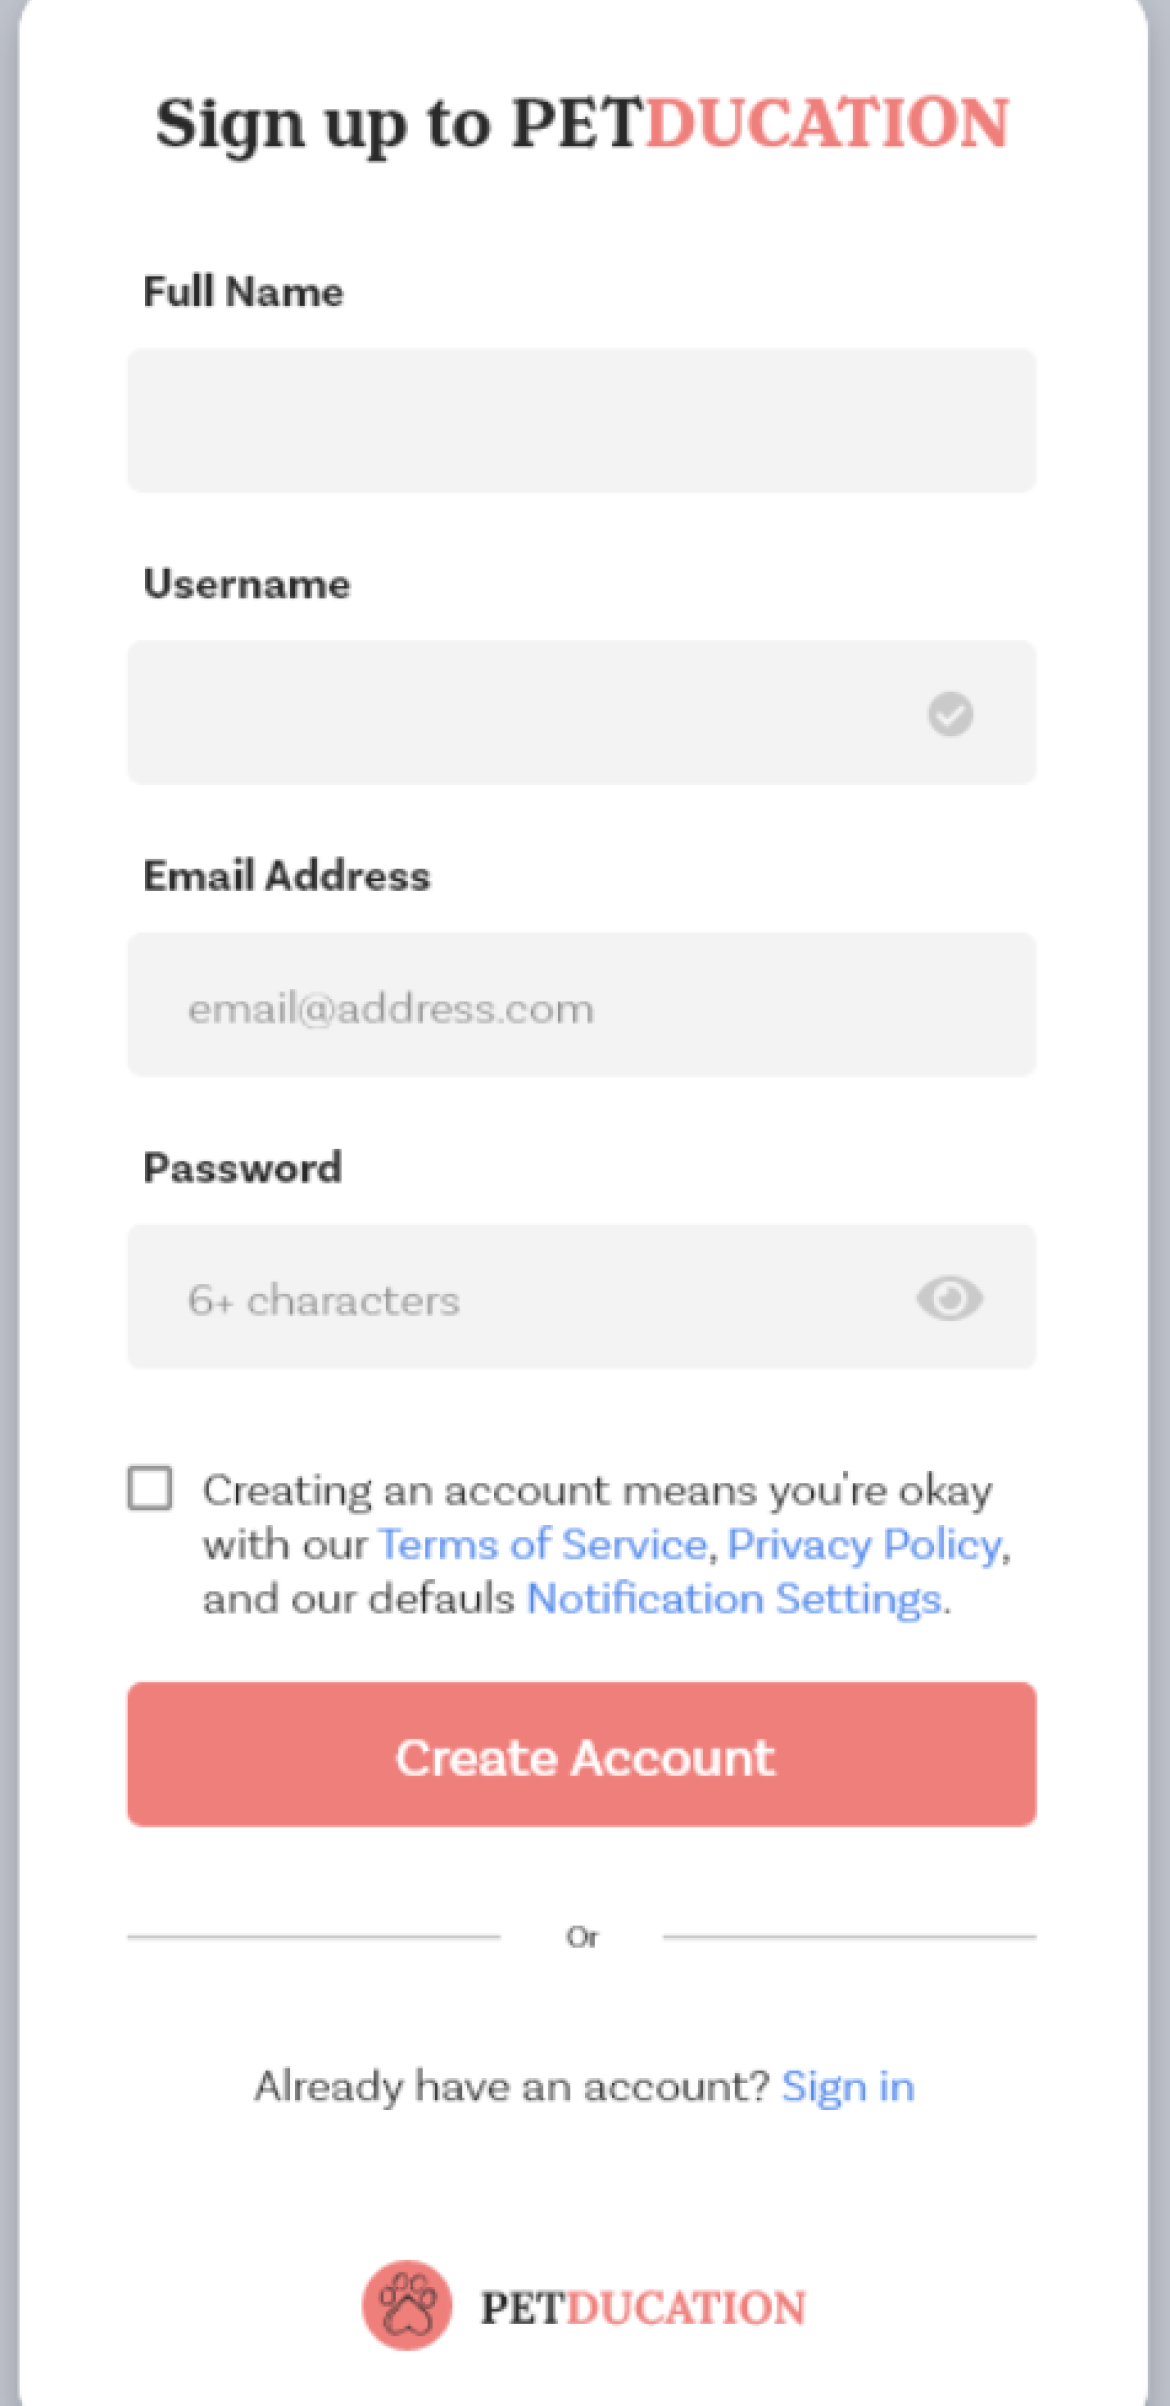 Sign up to PETDUCATION
Full Name
Username
Email Address
email@address.com
Password
6+ characters
Creating an account means you're okay
with our Terms of Service, Privacy Policy,
and our defauls Notification Settings.
Create Account
Or
Already have an account? Sign in
PETDUCATION